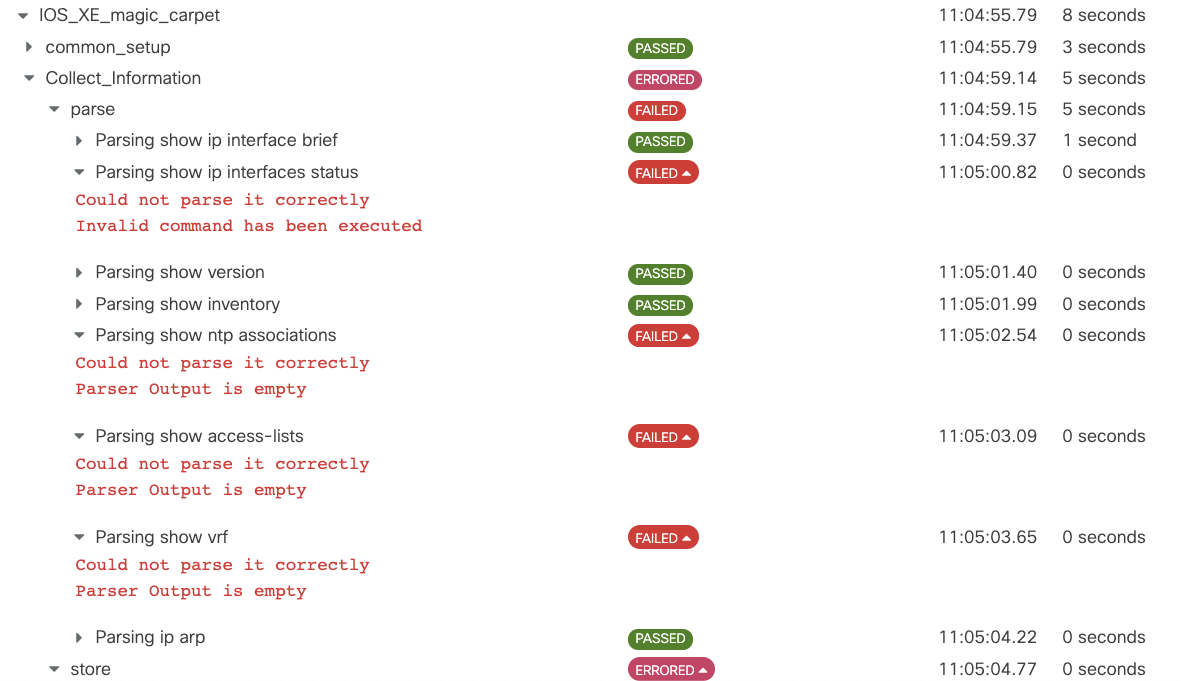 IOS_XE_magic_carpet 11:04:55.79 8 seconds
common_setup PASSED 11:04:55.79 3 seconds
Collect_Information ERRORED 11:04:59.14 5 seconds
parse FAILED 11:04:59.15 5 seconds
Parsing show ip interface brief PASSED 11:04:59.37 1 second
Parsing show ip interfaces status FAILED 11:05:00.82 0 seconds
Could not parse it correctly
Invalid command has been executed
Parsing show version PASSED 11:05:01.40 0 seconds
Parsing show inventory PASSED 11:05:01.99 0 seconds
Parsing show ntp associations FAILED 11:05:02.54 0 seconds
Could not parse it correctly
Parser Output is empty
Parsing show access-lists FAILED 11:05:03.09 0 seconds
Could not parse it correctly
Parser Output is empty
Parsing show vrf FAILED 11:05:03.65 0 seconds
Could not parse it correctly
Parser Output is empty
Parsing ip arp PASSED 11:05:04.22 0 seconds
store ERRORED 11:05:04.77 0 seconds